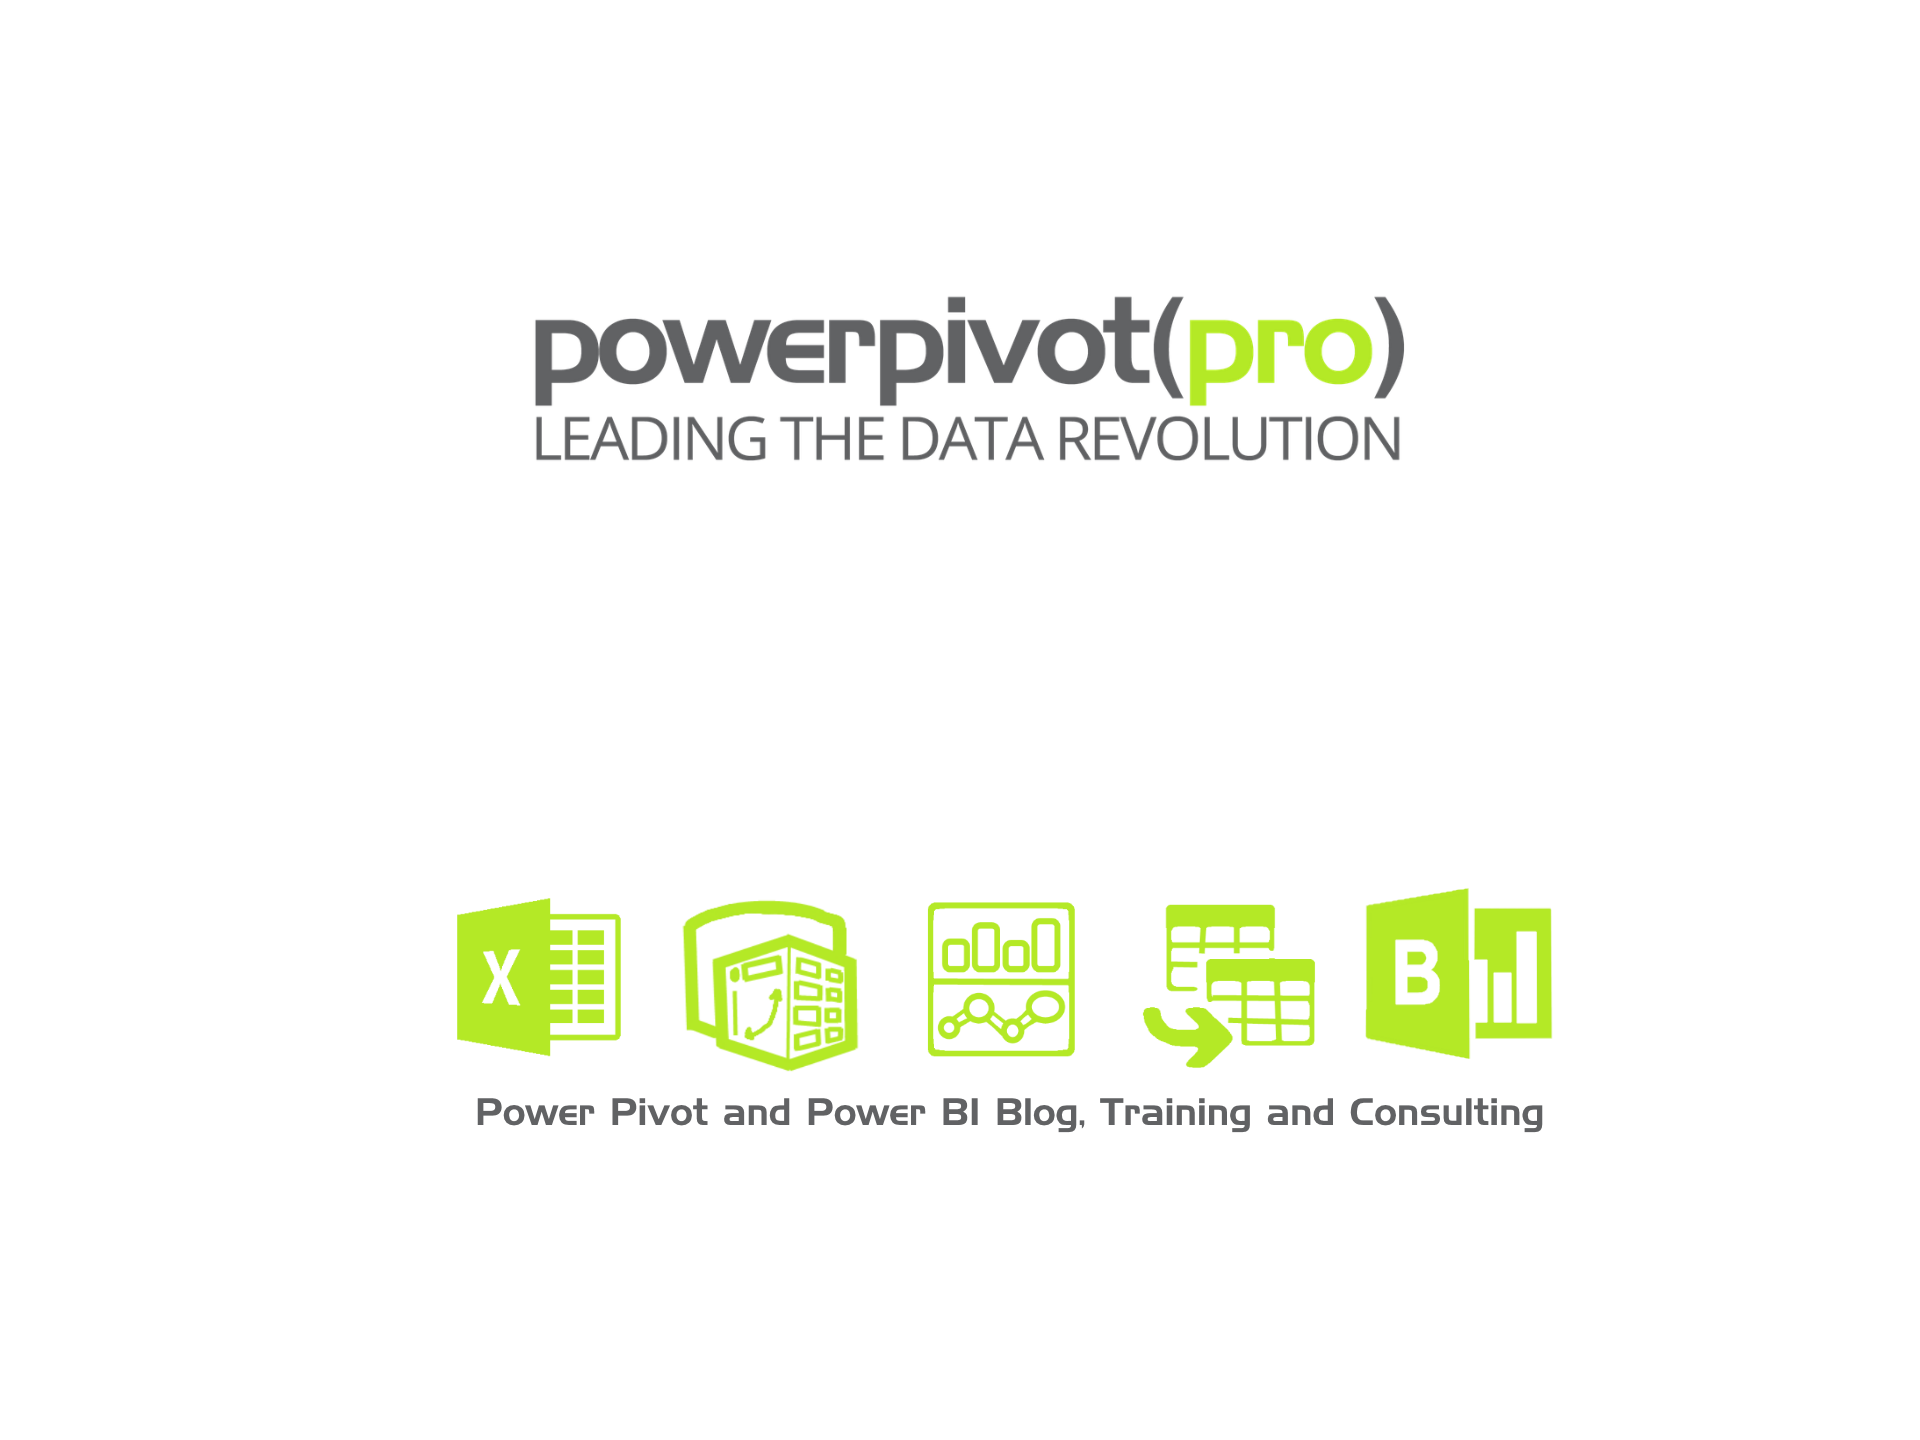 powerpivot(pro)
LEADING THE DATA REVOLUTION
X
B
Power Pivot and Power BI Blog, Training and Consulting